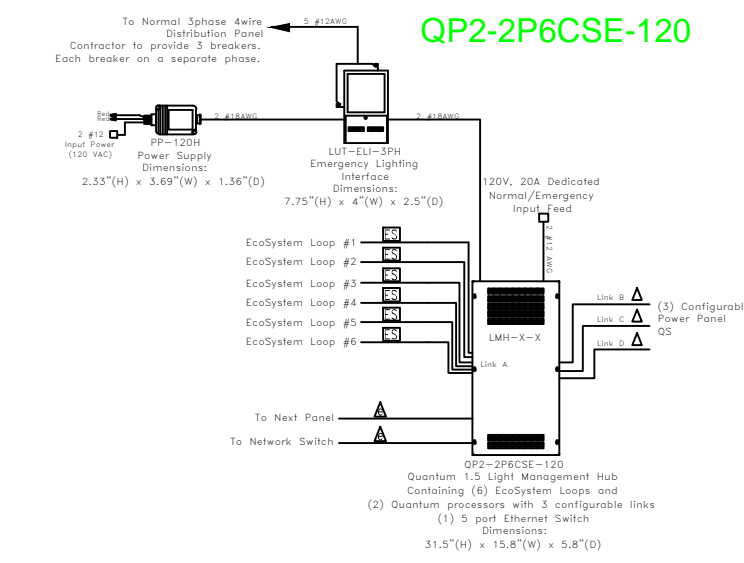 QP2-2P6CSE-120
To Normal 3phase 4wire
Distribution Panel
Contractor to provide 3 breakers.
Each breaker on a separate phase.
5 #12AWG
Red
Red
2 #12
Input Power
(120 VAC)
2 #18AWG
2 #18AWG
PP-120H
Power Supply
Dimensions:
2.33"(H) x 3.69"(W) x 1.36"(D)
LUT-ELI-3PH
Emergency Lighting
Interface
Dimensions:
7.75"(H) x 4"(W) x 2.5"(D)
120V, 20A Dedicated
Normal/Emergency
Input Feed
2 #12 AWG
EcoSystem Loop #1 ES
EcoSystem Loop #2 ES
EcoSystem Loop #3 ES
EcoSystem Loop #4 ES
EcoSystem Loop #5 ES
EcoSystem Loop #6 ES
Link A
LMH-X-X
Link B
Link C
Link D
(3) Configurabl
Power Panel
QS
To Next Panel
To Network Switch
QP2-2P6CSE-120
Quantum 1.5 Light Management Hub
Containing (6) EcoSystem Loops and
(2) Quantum processors with 3 configurable links
(1) 5 port Ethernet Switch
Dimensions:
31.5"(H) x 15.8"(W) x 5.8"(D)